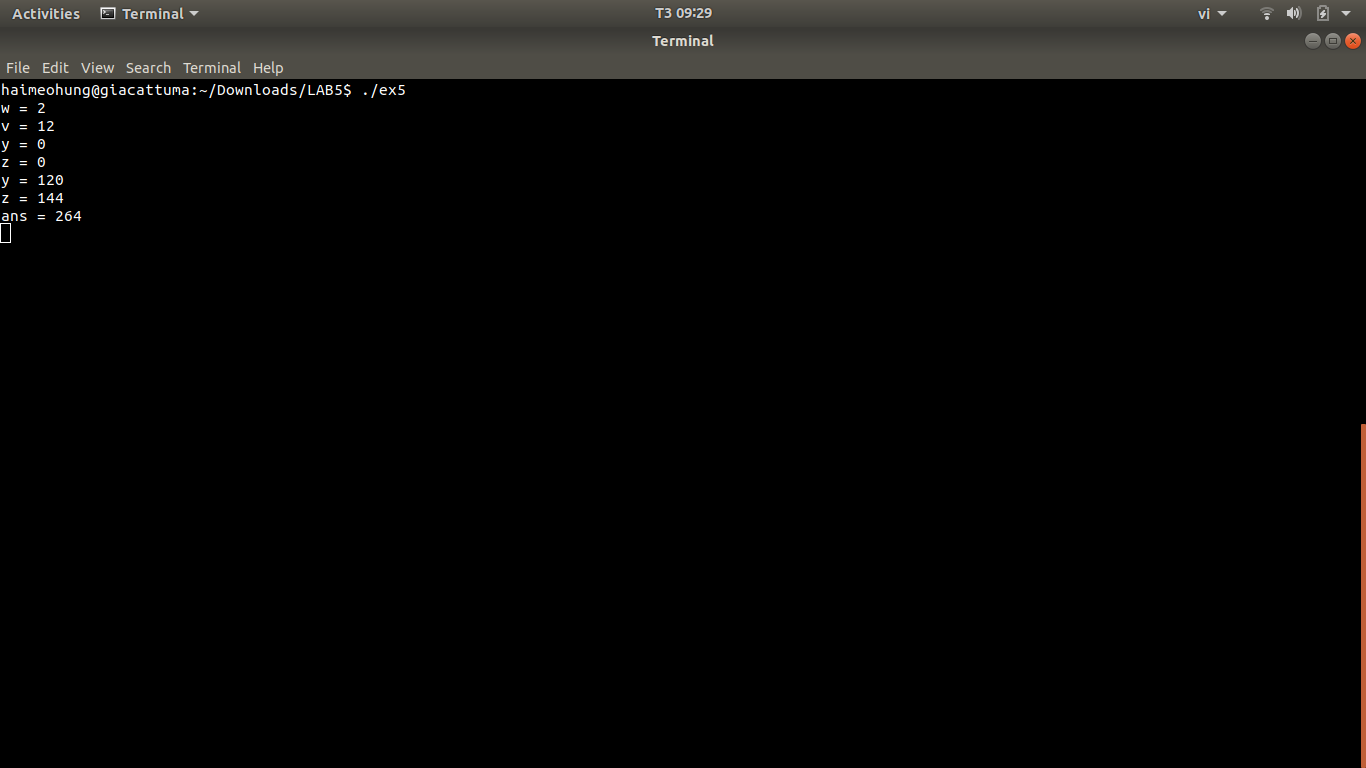 Activities Terminal T3 09:29 vi
Terminal
File Edit View Search Terminal Help
haimeohung@giacattuma:~/Downloads/LAB5$ ./ex5
w = 2
v = 12
y = 0
z = 0
y = 120
z = 144
ans = 264